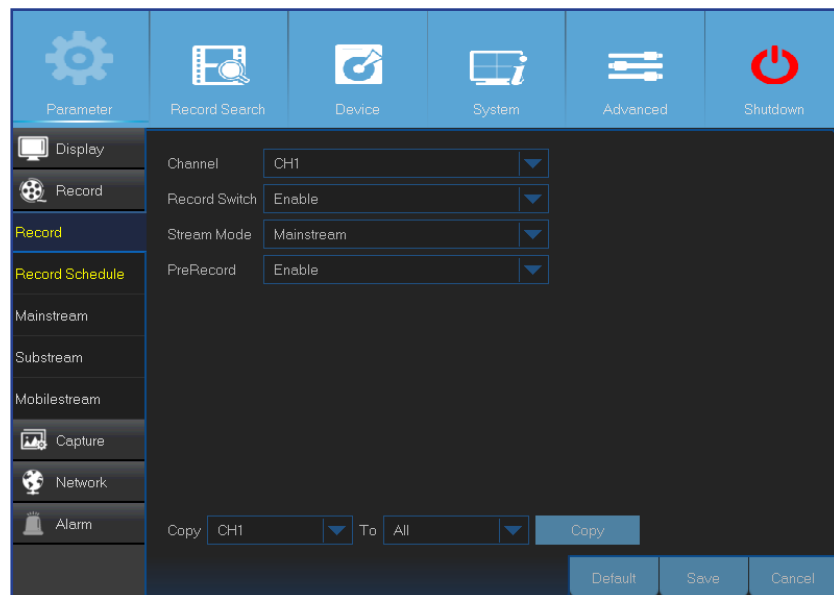 Parameter
Record Search
Device
System
Advanced
Shutdown
Display
Record
Record
Record Schedule
Mainstream
Substream
Mobilestream
Capture
Network
Alarm
Channel CH1
Record Switch Enable
Stream Mode Mainstream
PreRecord Enable
Copy CH1 To All Copy
Default Save Cancel